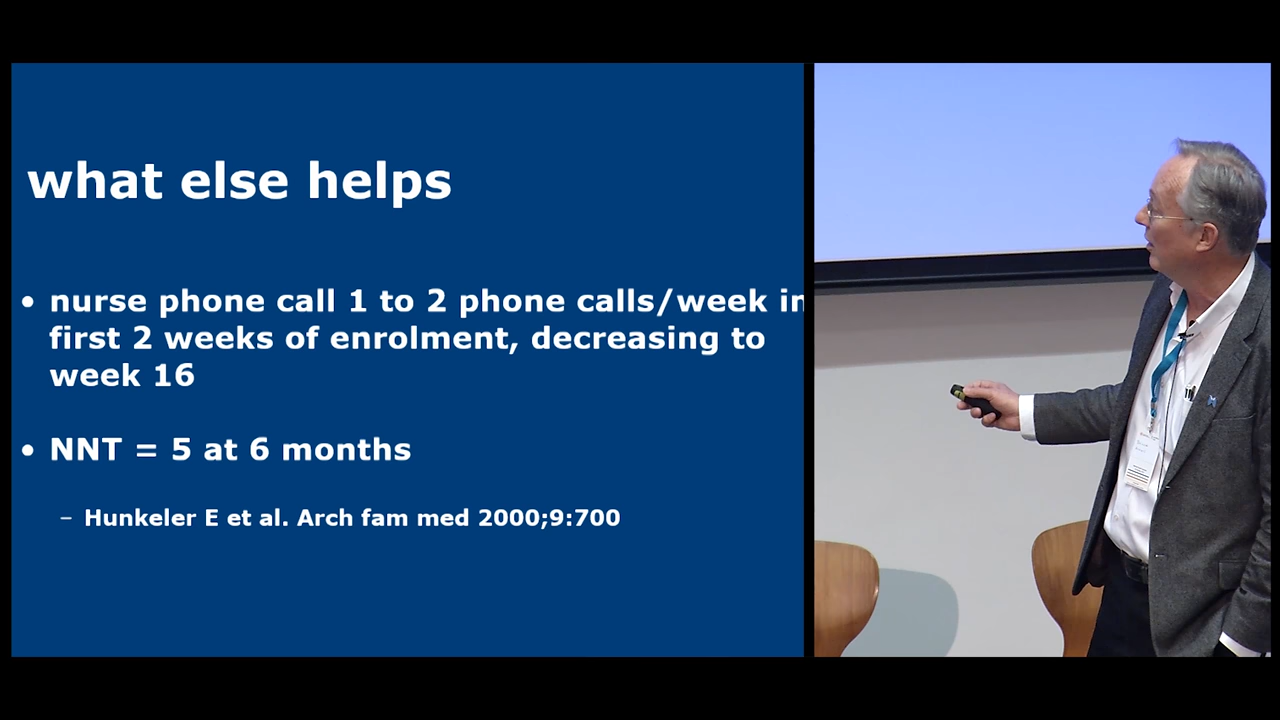 what else helps
• nurse phone call 1 to 2 phone calls/week in
first 2 weeks of enrolment, decreasing to
week 16
• NNT = 5 at 6 months
– Hunkeler E et al. Arch fam med 2000;9:700